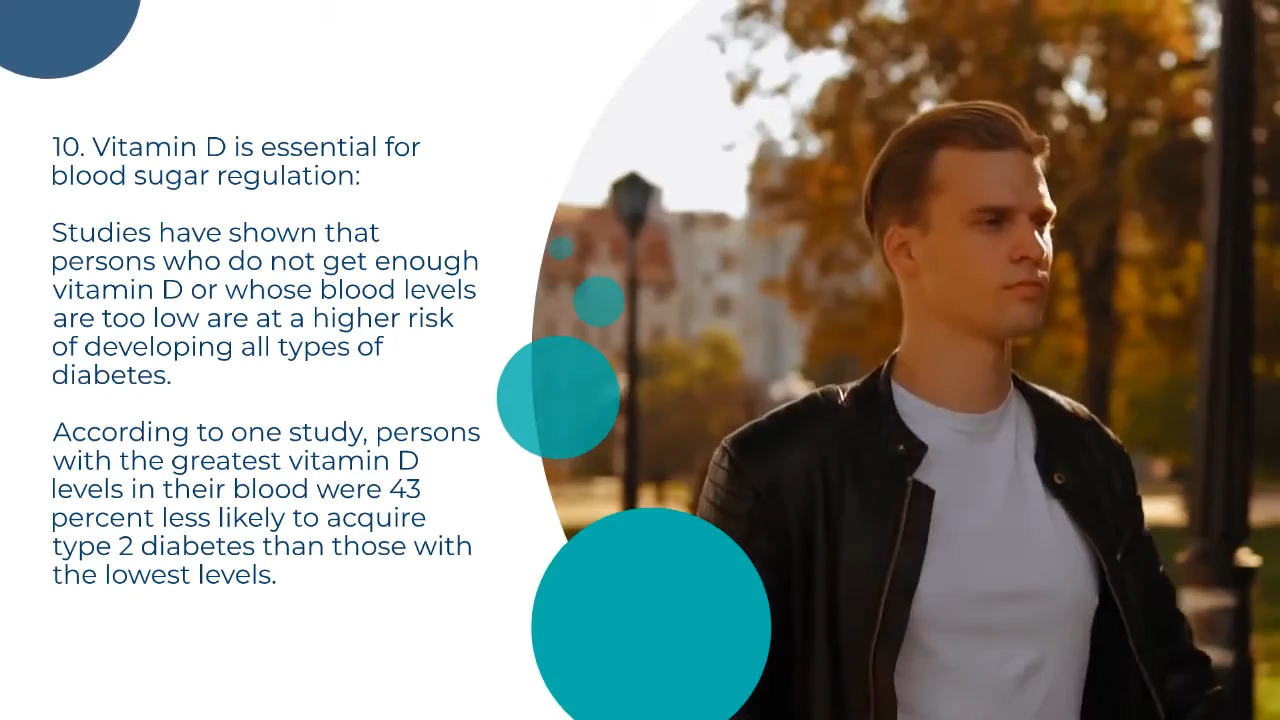 10. Vitamin D is essential for
blood sugar regulation:
Studies have shown that
persons who do not get enough
vitamin D or whose blood levels
are too low are at a higher risk
of developing all types of
diabetes.
According to one study, persons
with the greatest vitamin D
levels in their blood were 43
percent less likely to acquire
type 2 diabetes than those with
the lowest levels.